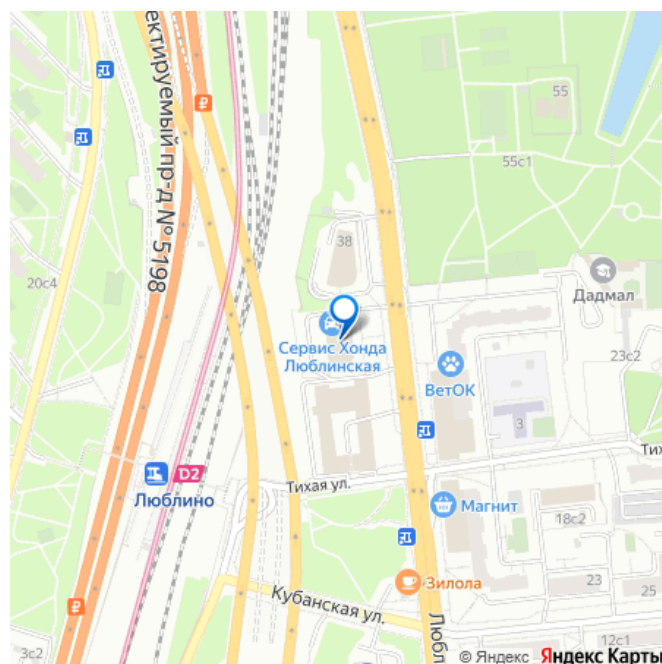 ектируемый пр-д № 5198
55
55с1
38
20с4
Дадмал
Сервис Хонда
Люблинская
23с2
ВетОК
3
D2
Люблино
Тихая ул.
Тих
Магнит
18с2
Зилола
23
25
Кубанская ул.
Любл
12с1
3с2
© Яндекс Яндекс Карты